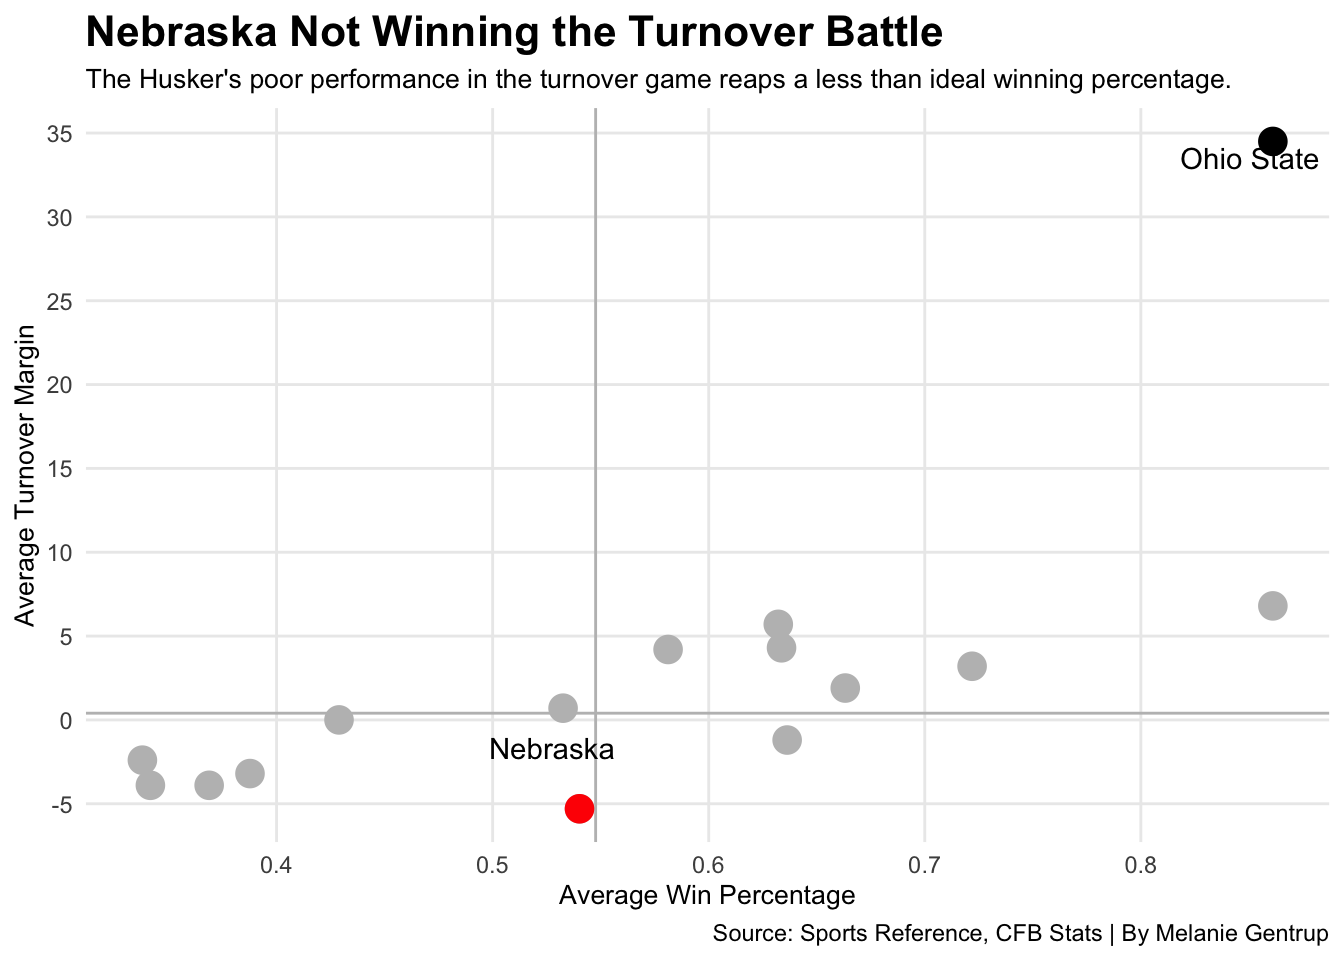 Nebraska Not Winning the Turnover Battle
The Husker's poor performance in the turnover game reaps a less than ideal winning percentage.
35
Ohio State
30
25
20
15
10
5
0
Nebraska
-5
Average Turnover Margin
0.4 0.5 0.6 0.7 0.8
Average Win Percentage
Source: Sports Reference, CFB Stats | By Melanie Gentrup